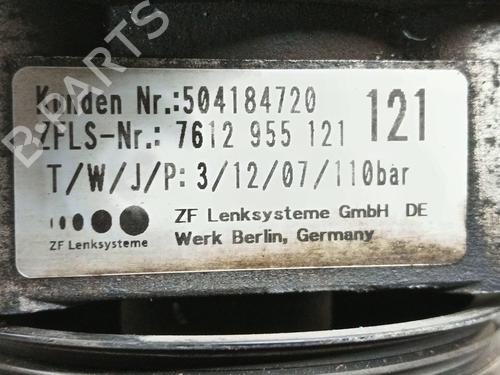 B-PARTS
Kunden Nr.:504184720
121
ZFLS-Nr.: 7612 955 121
T/W/J/P: 3/12/07/110bar
ZF Lenksysteme
ZF Lenksysteme GmbH DE
Werk Berlin, Germany